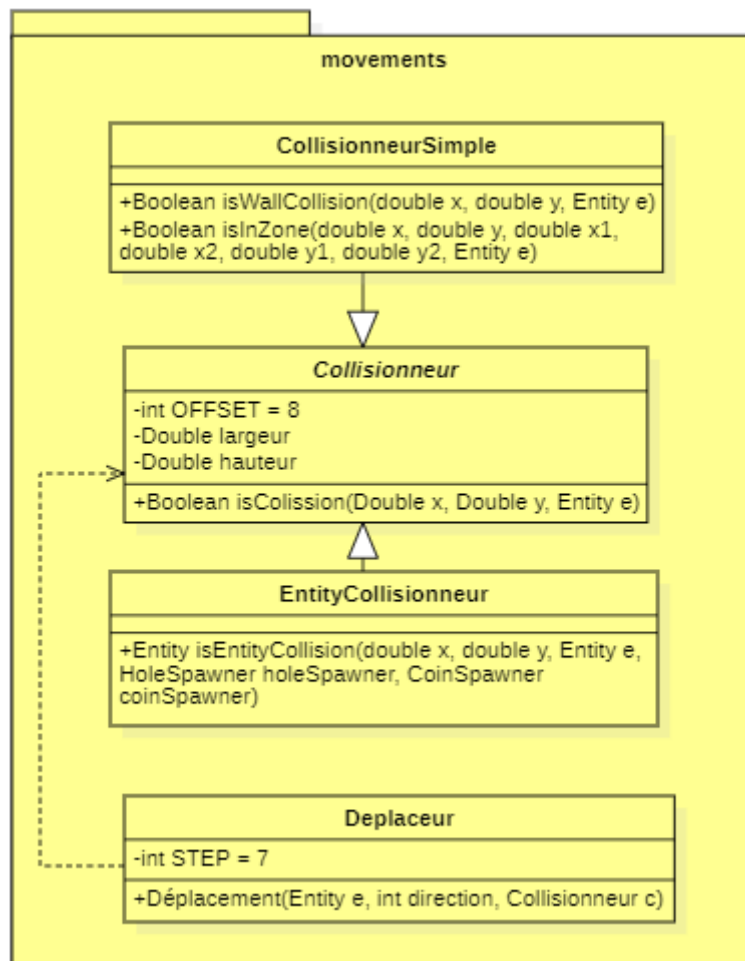 movements
CollisionneurSimple
+Boolean isWallCollision(double x, double y, Entity e)
+Boolean isInZone(double x, double y, double x1,
double x2, double y1, double y2, Entity e)
Collisionneur
-int OFFSET = 8
-Double largeur
-Double hauteur
+Boolean isColission(Double x, Double y, Entity e)
EntityCollisionneur
+Entity isEntityCollision(double x, double y, Entity e,
HoleSpawner holeSpawner, CoinSpawner
coinSpawner)
Deplaceur
-int STEP = 7
+Déplacement(Entity e, int direction, Collisionneur c)